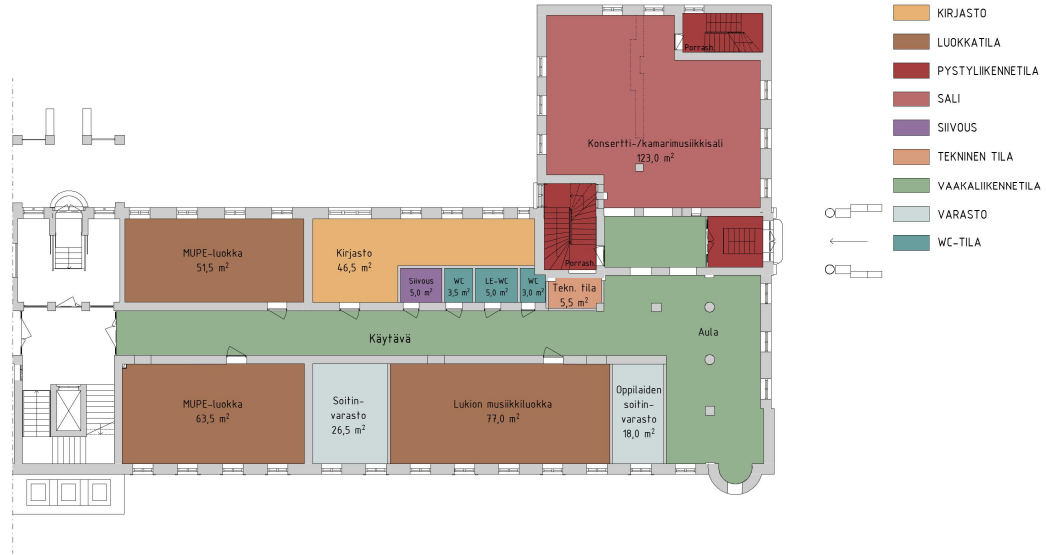 Porrash.
Konsertti-/kamarimusiikkisali
123,0 m²
MUPE-luokka
51,5 m²
Kirjasto
46,5 m²
Siivous
5,0 m²
WC
3,5 m²
LE-WC
5,0 m²
WC
3,0 m²
Porrash.
Tekn. tila
5,5 m²
Käytävä
Aula
MUPE-luokka
63,5 m²
Soitin-
varasto
26,5 m²
Lukion musiikkiluokka
77,0 m²
Oppilaiden
soitin-
varasto
18,0 m²
KIRJASTO
LUOKKATILA
PYSTYLIIKENNETILA
SALI
SIIVOUS
TEKNINEN TILA
VAAKALIIKENNETILA
VARASTO
WC-TILA